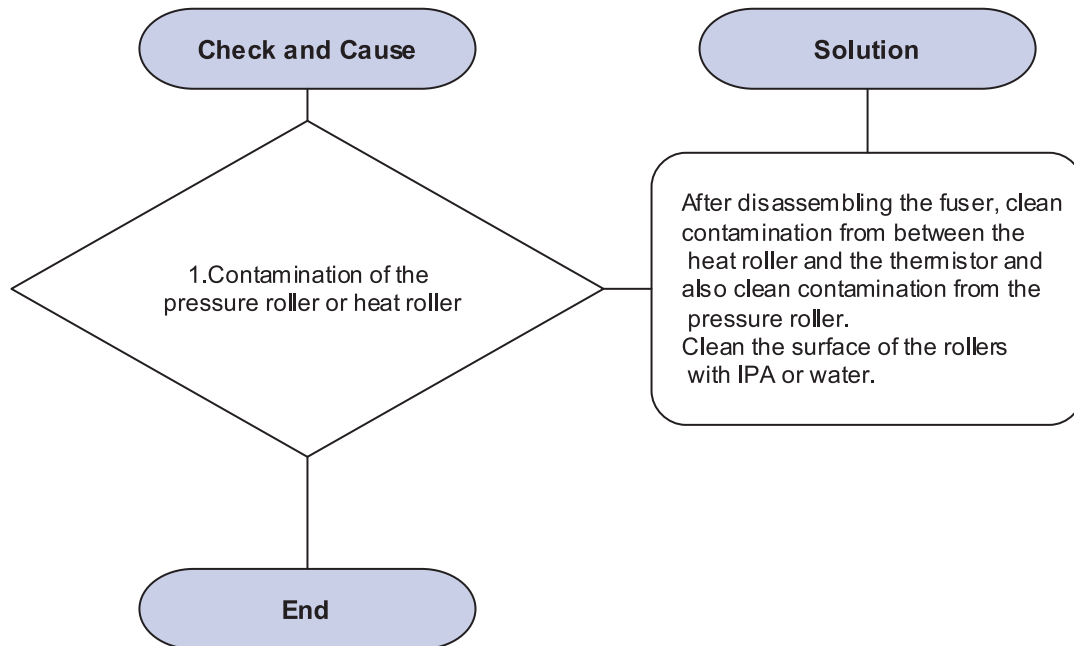 Check and Cause
Solution
1.Contamination of the
pressure roller or heat roller
After disassembling the fuser, clean
contamination from between the
heat roller and the thermistor and
also clean contamination from the
pressure roller.
Clean the surface of the rollers
with IPA or water.
End